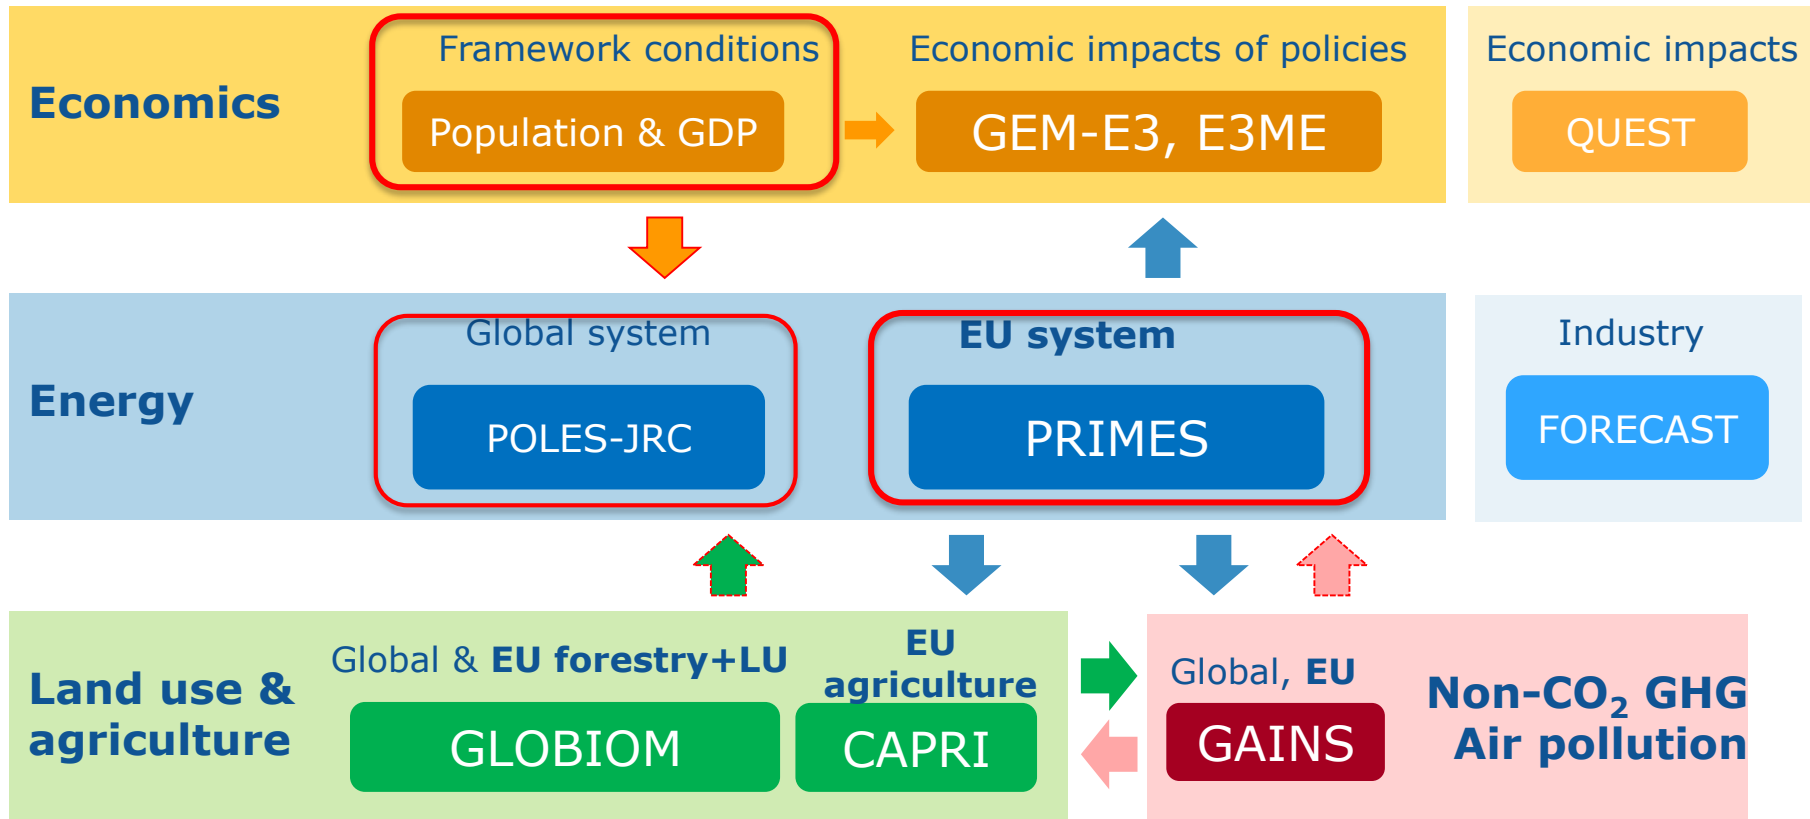 Economics
Framework conditions
Population & GDP
Economic impacts of policies
GEM-E3, E3ME
Economic impacts
QUEST
Energy
Global system
POLES-JRC
EU system
PRIMES
Industry
FORECAST
Land use &
agriculture
Global & EU forestry+LU
GLOBIOM
EU
agriculture
CAPRI
Global, EU
GAINS
Non-CO₂ GHG
Air pollution